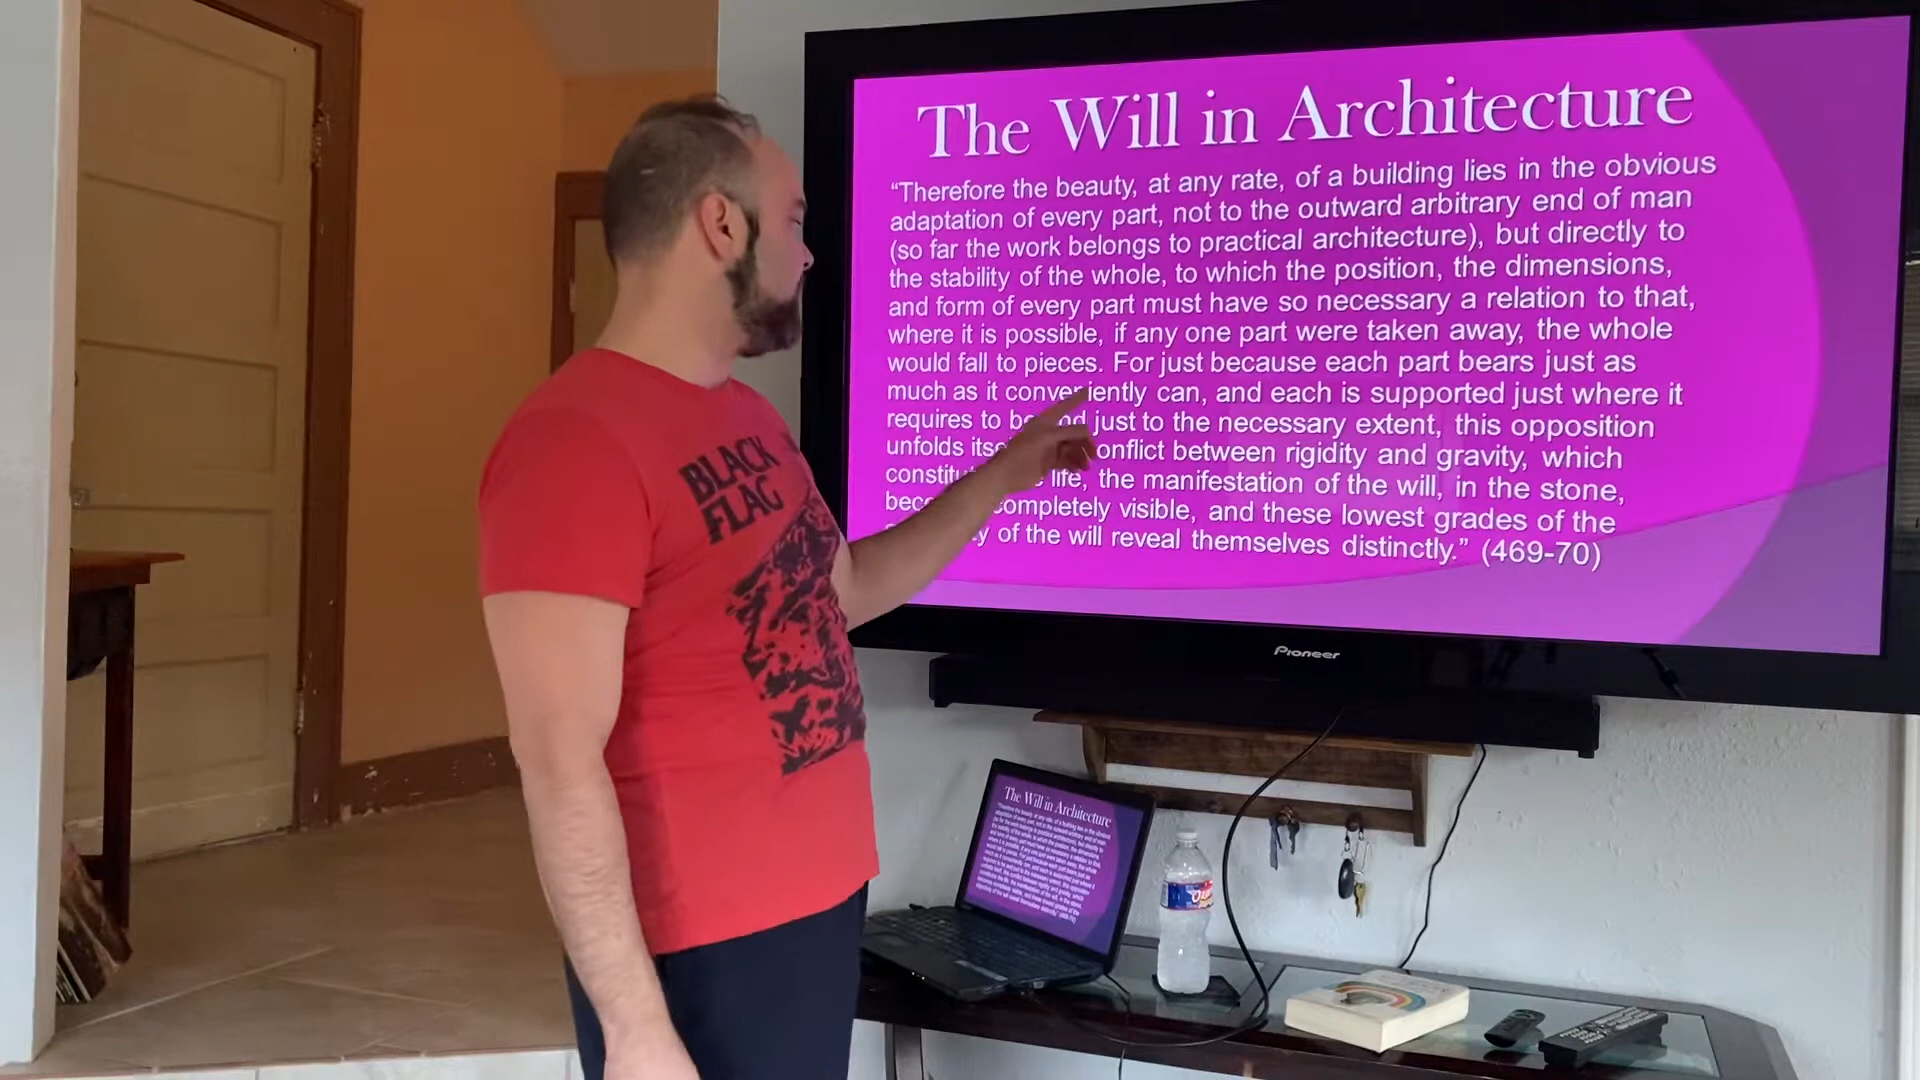 The Will in Architecture
“Therefore the beauty, at any rate, of a building lies in the obvious
adaptation of every part, not to the outward arbitrary end of man
(so far the work belongs to practical architecture), but directly to
the stability of the whole, to which the position, the dimensions,
and form of every part must have so necessary a relation to that,
where it is possible, if any one part were taken away, the whole
would fall to pieces. For just because each part bears just as
much as it conveniently can, and each is supported just where it
requires to be and just to the necessary extent, this opposition
unfolds conflict between rigidity and gravity, which
life, the manifestation of the will, in the stone,
completely visible, and these lowest grades of the
of the will reveal themselves distinctly.” (469-70)
Pioneer
BLACK
FLAG
The Will in Architecture